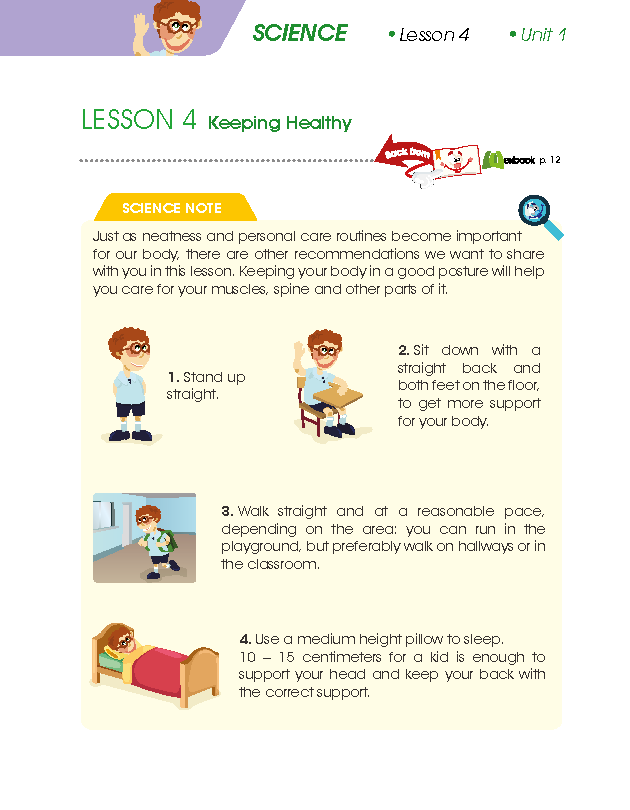 SCIENCE • Lesson 4 • Unit 1
LESSON 4 Keeping Healthy
Back from
extbook p. 12
SCIENCE NOTE
Just as neatness and personal care routines become important
for our body, there are other recommendations we want to share
with you in this lesson. Keeping your body in a good posture will help
you care for your muscles, spine and other parts of it.
1. Stand up
straight.
2. Sit down with a
straight back and
both feet on the floor,
to get more support
for your body.
3. Walk straight and at a reasonable pace,
depending on the area: you can run in the
playground, but preferably walk on hallways or in
the classroom.
4. Use a medium height pillow to sleep.
10 – 15 centimeters for a kid is enough to
support your head and keep your back with
the correct support.